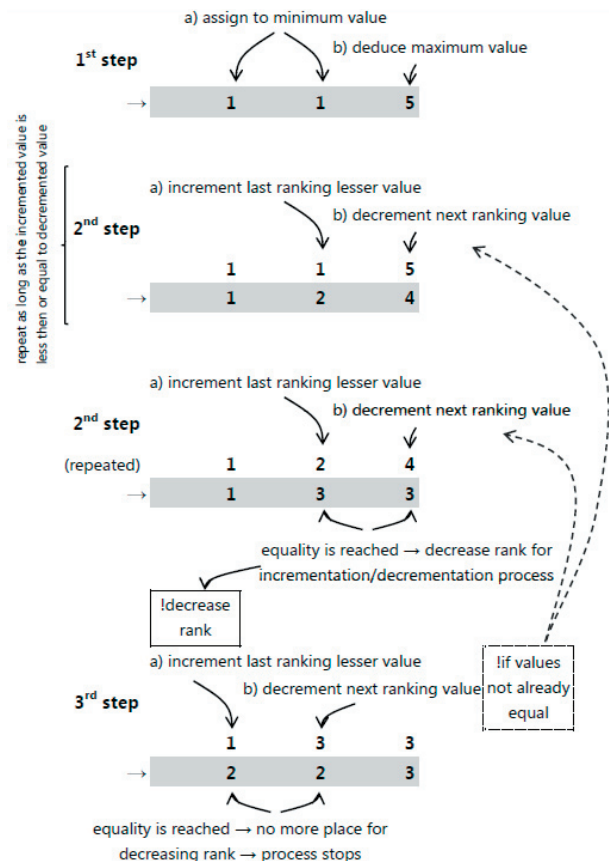 a) assign to minimum value
b) deduce maximum value
1st step
→ 1 1 5
repeat as long as the incremented value is
less then or equal to decremented value
a) increment last ranking lesser value
b) decrement next ranking value
2nd step
1 1 5
→ 1 2 4
a) increment last ranking lesser value
b) decrement next ranking value
2nd step
(repeated) 1 2 4
→ 1 3 3
equality is reached → decrease rank for
incrementation/decrementation process
!decrease
rank
!if values
not already
equal
a) increment last ranking lesser value
b) decrement next ranking value
3rd step
1 3 3
→ 2 2 3
equality is reached → no more place for
decreasing rank → process stops